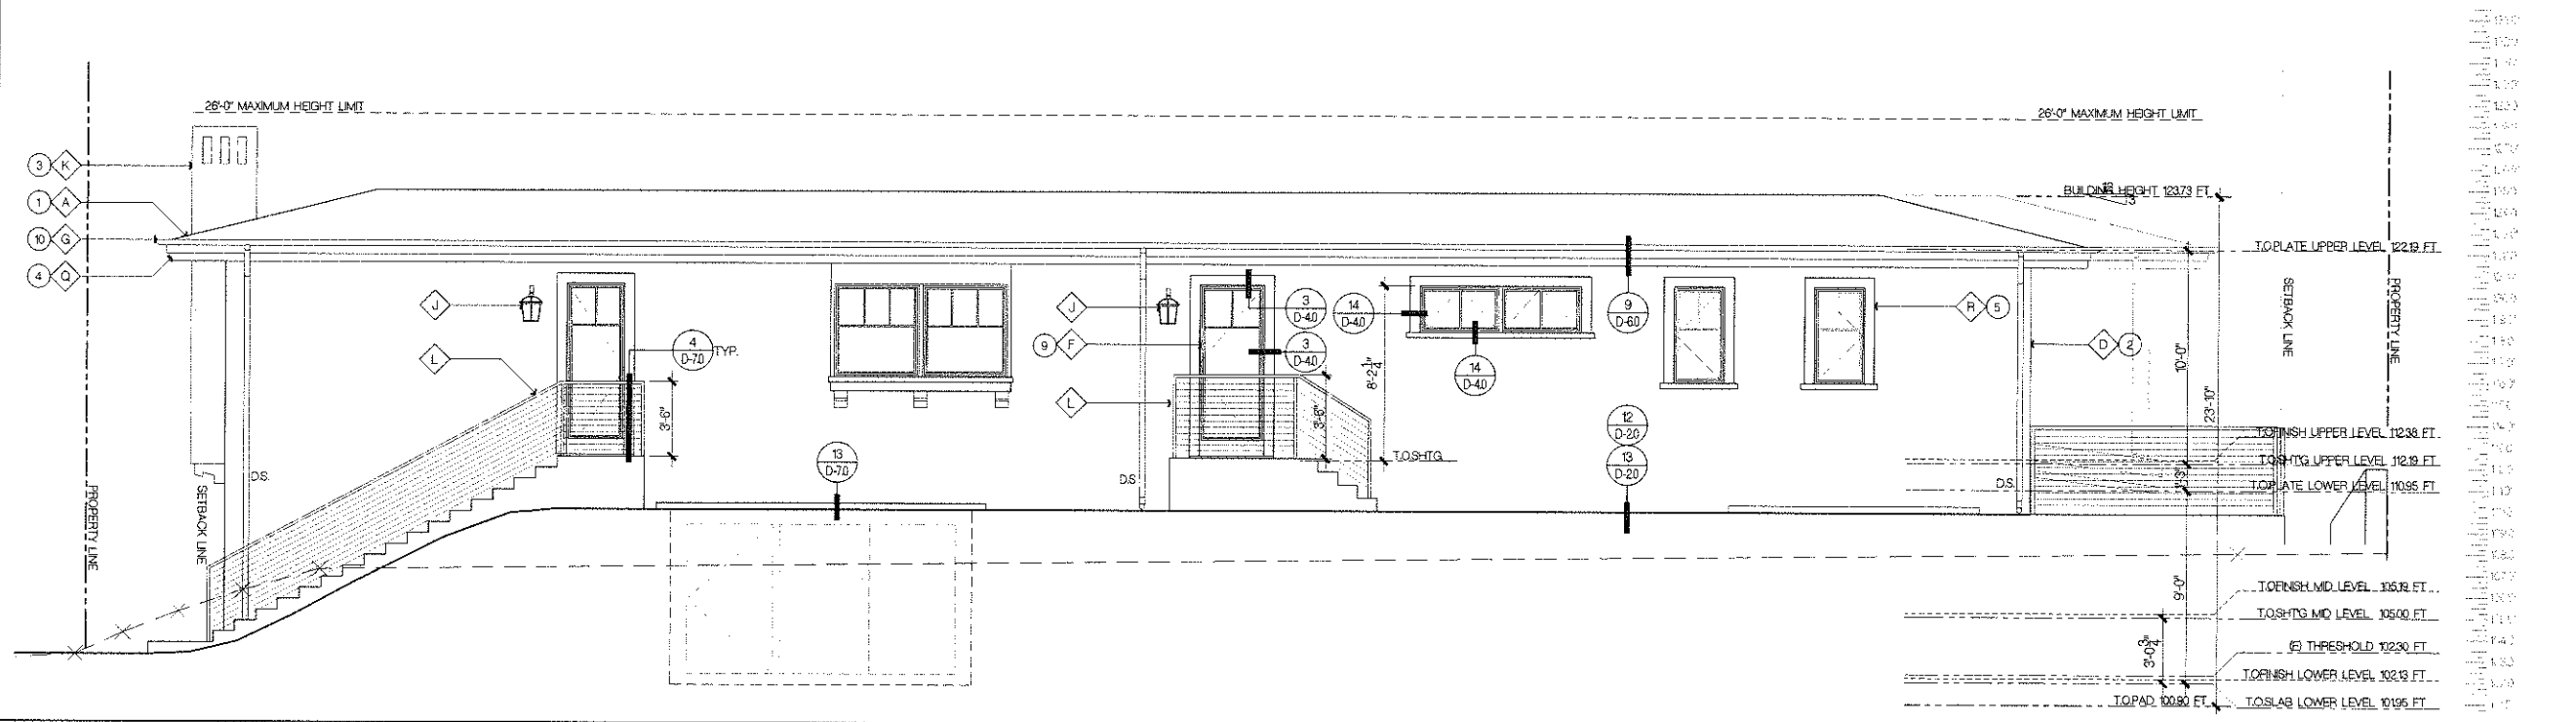 26'-0" MAXIMUM HEIGHT LIMIT
26'-0" MAXIMUM HEIGHT LIMIT
3 K
1 A
10 G
4 Q
BUILDING HEIGHT 123.73 FT
12
3
T.O.PLATE UPPER LEVEL 122.19 FT
J
L
4
D-7.0
TYP.
3'-6"
J
9 F
L
3
D-4.0
3
D-4.0
14
D-4.0
14
D-4.0
8'-2 1/4"
3'-6"
9
D-6.0
R 5
D 2
SETBACK LINE
PROPERTY LINE
10'-0"
23'-10"
12
D-2.0
13
D-2.0
13
D-7.0
T.O.SHTG
D.S.
D.S.
D.S.
PROPERTY LINE
SETBACK LINE
T.O.FINISH UPPER LEVEL 112.38 FT
T.O.SHTG UPPER LEVEL 112.19 FT
T.O.PLATE LOWER LEVEL 110.95 FT
1'-3"
9'-0"
T.O.FINISH MID LEVEL 105.19 FT
T.O.SHTG MID LEVEL 105.00 FT
3'-0 3/4"
(E) THRESHOLD 102.30 FT
T.O.FINISH LOWER LEVEL 102.13 FT
T.O.PAD 100.90 FT
T.O.SLAB LOWER LEVEL 101.95 FT